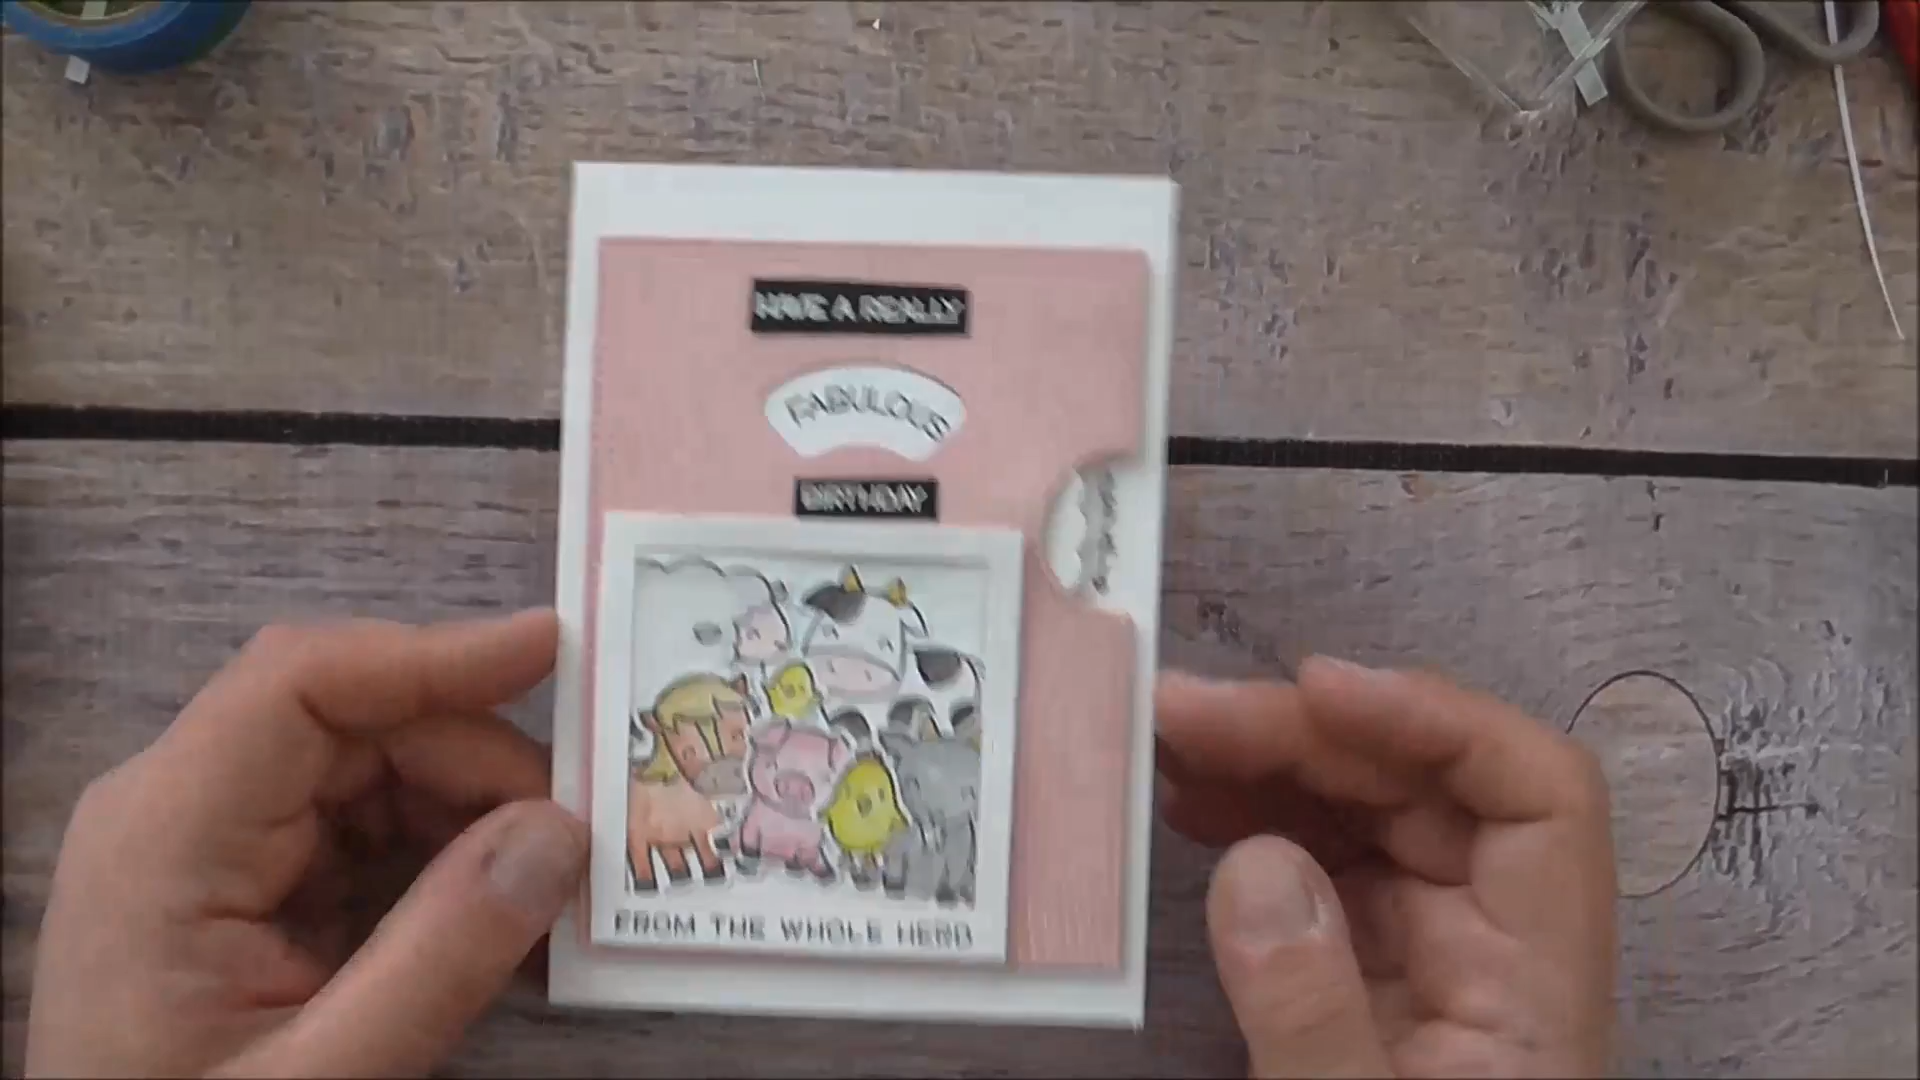 HAVE A REALLY
FABULOUS
BIRTHDAY
FROM THE WHOLE HERD